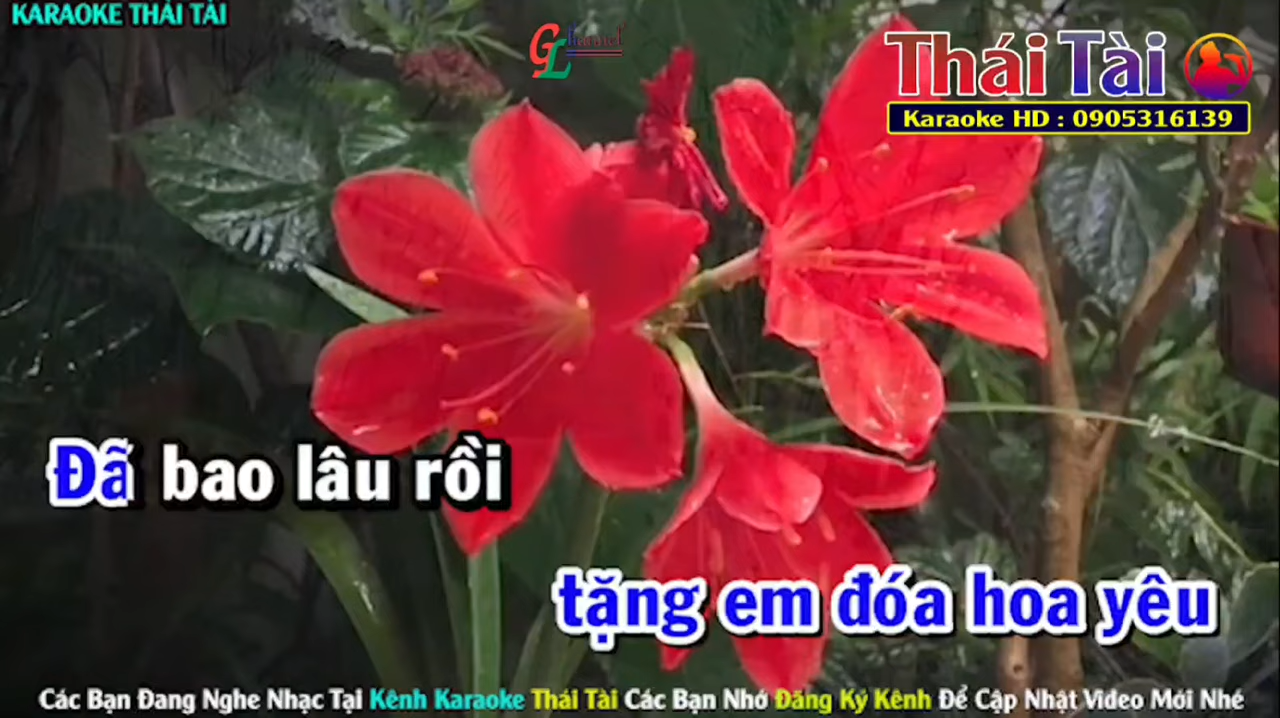 KARAOKE THÁI TÀI
GL Channel
Thái Tài
Karaoke HD : 0905316139
Đã bao lâu rồi
tặng em đóa hoa yêu
Các Bạn Đang Nghe Nhạc Tại Kênh Karaoke Thái Tài Các Bạn Nhớ Đăng Ký Kênh Để Cập Nhật Video Mới Nhé